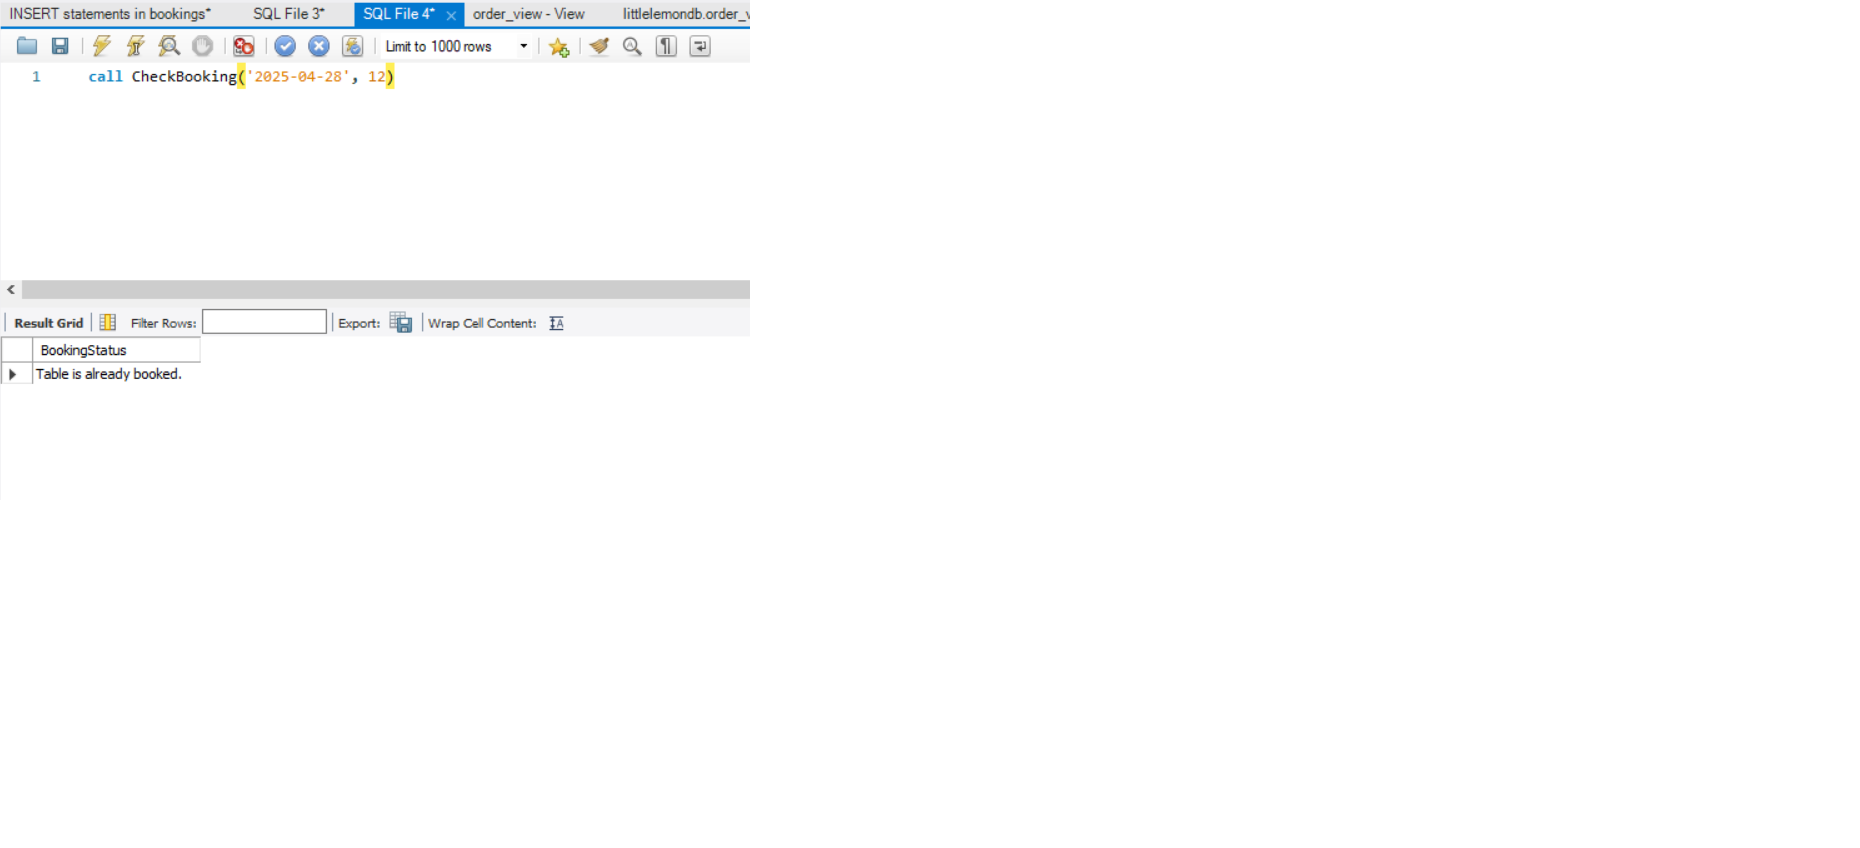 INSERT statements in bookings* SQL File 3* SQL File 4* order_view - View littlelemondb.order_v
Limit to 1000 rows
1 call CheckBooking('2025-04-28', 12)
Result Grid Filter Rows: Export: Wrap Cell Content:
BookingStatus
Table is already booked.